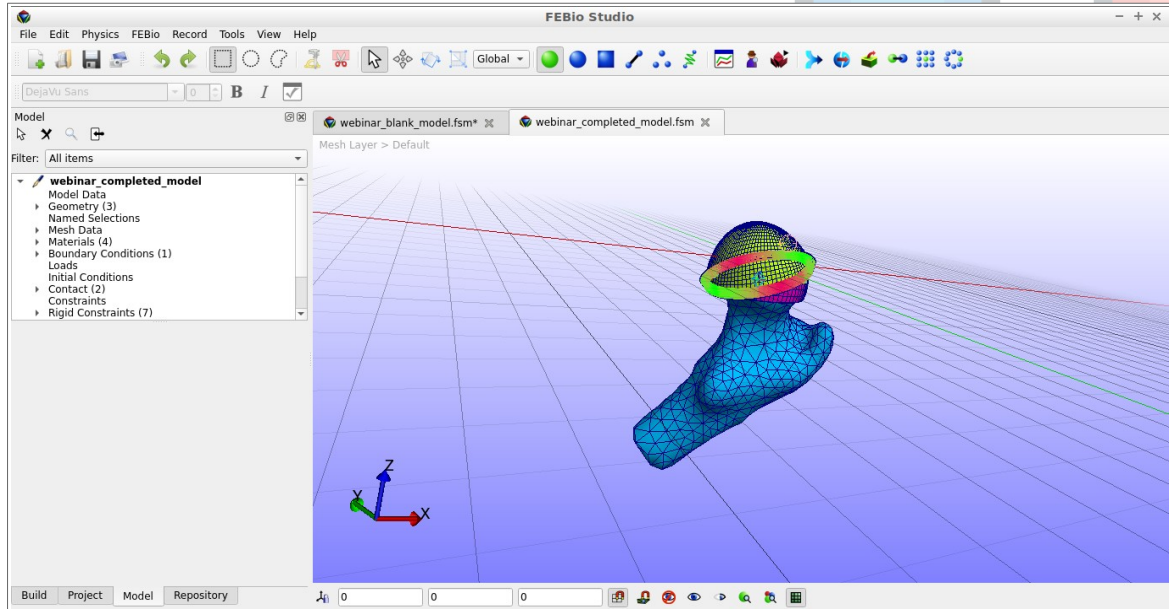 FEBio Studio
File Edit Physics FEBio Record Tools View Help
Global
DejaVu Sans 0 B I
Model
webinar_blank_model.fsm*
webinar_completed_model.fsm
Mesh Layer > Default
Filter: All items
webinar_completed_model
Model Data
Geometry (3)
Named Selections
Mesh Data
Materials (4)
Boundary Conditions (1)
Loads
Initial Conditions
Contact (2)
Constraints
Rigid Constraints (7)
Z
Y
X
Build Project Model Repository
0 0 0